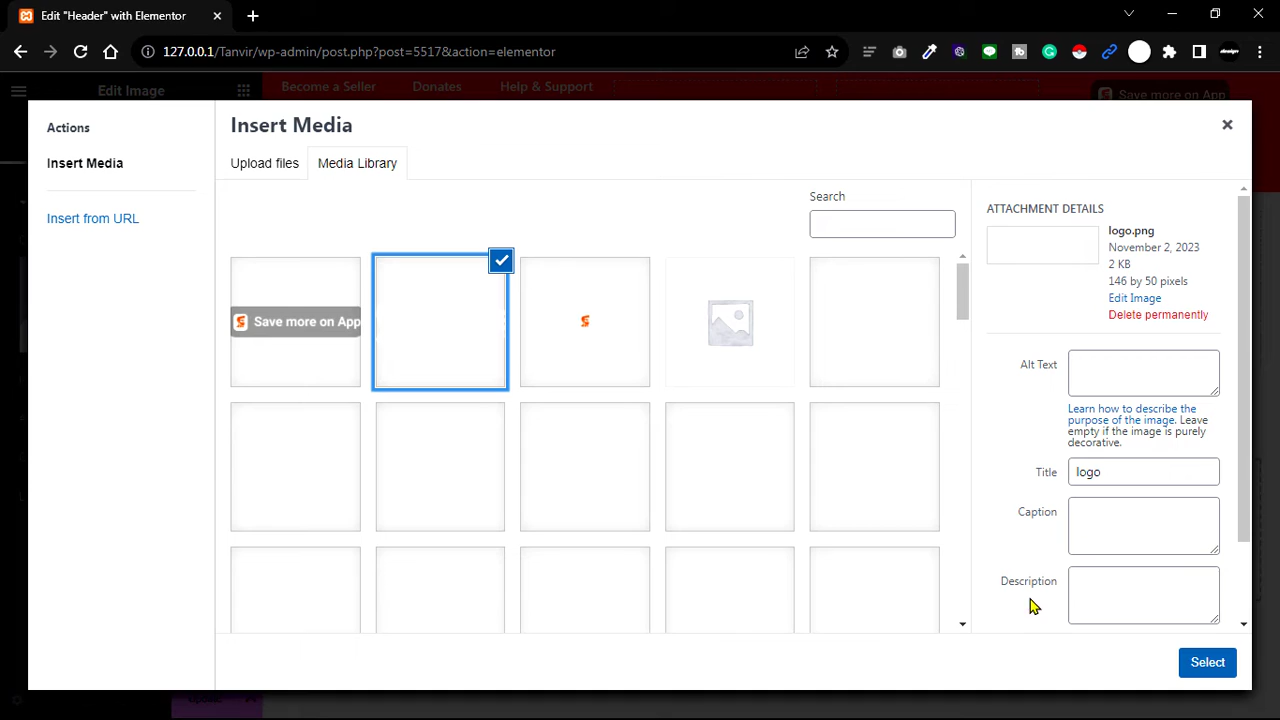 Edit "Header" with Elementor
127.0.0.1/Tanvir/wp-admin/post.php?post=5517&action=elementor
Edit Image
Become a Seller
Donates
Help & Support
Save more on App
Actions
Insert Media
Insert from URL
Insert Media
Upload files
Media Library
Search
Save more on App
ATTACHMENT DETAILS
logo.png
November 2, 2023
2 KB
146 by 50 pixels
Edit Image
Delete permanently
Alt Text
Learn how to describe the
purpose of the image. Leave
empty if the image is purely
decorative.
Title
logo
Caption
Description
Select